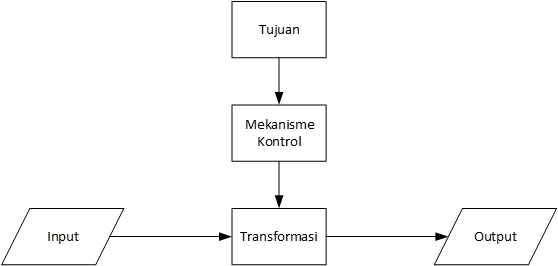 Tujuan
Mekanisme
Kontrol
Input
Transformasi
Output